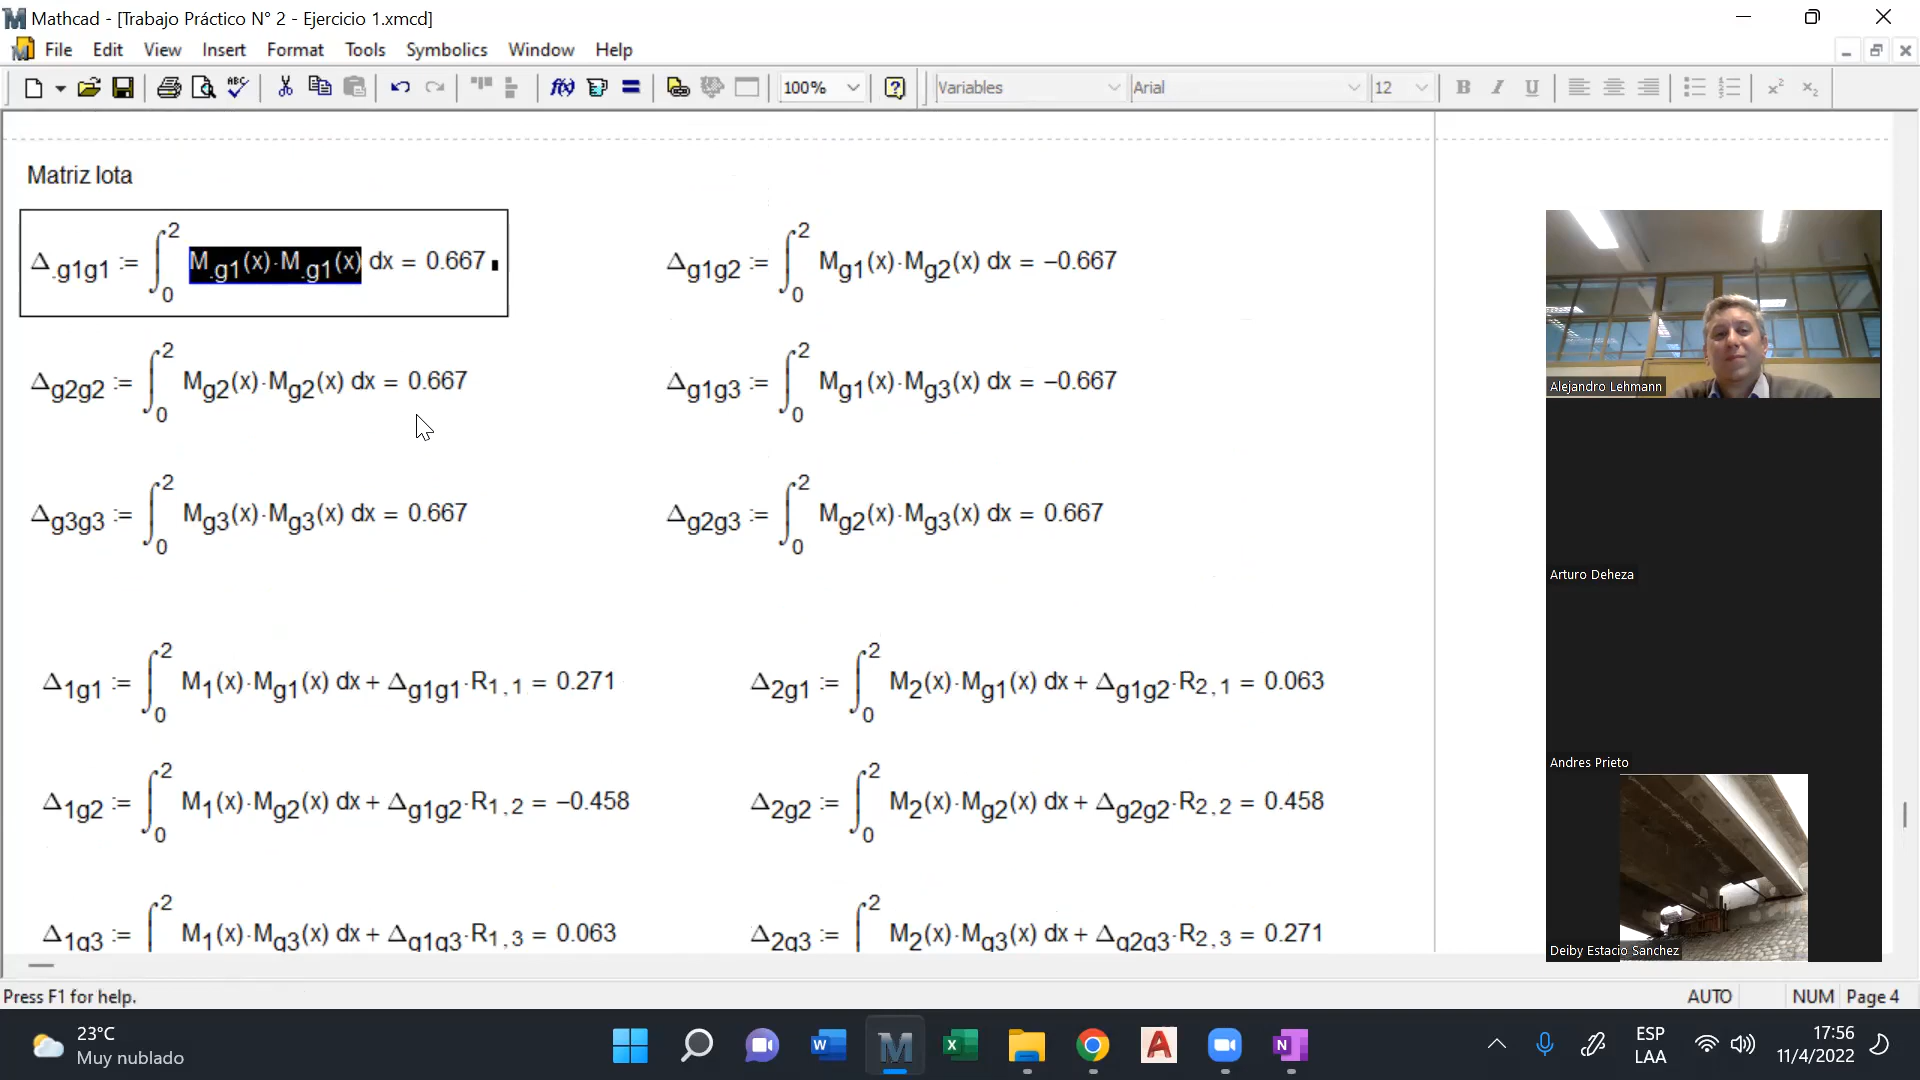 Mathcad - [Trabajo Práctico N° 2 - Ejercicio 1.xmcd]
File Edit View Insert Format Tools Symbolics Window Help
100% Variables Arial 12 B I U
Matriz Iota
Δ.g1g1 := ∫₀² M.g1(x)·M.g1(x) dx = 0.667
Δg1g2 := ∫₀² Mg1(x)·Mg2(x) dx = −0.667
Δg2g2 := ∫₀² Mg2(x)·Mg2(x) dx = 0.667
Δg1g3 := ∫₀² Mg1(x)·Mg3(x) dx = −0.667
Δg3g3 := ∫₀² Mg3(x)·Mg3(x) dx = 0.667
Δg2g3 := ∫₀² Mg2(x)·Mg3(x) dx = 0.667
Δ1g1 := ∫₀² M1(x)·Mg1(x) dx + Δg1g1·R1,1 = 0.271
Δ2g1 := ∫₀² M2(x)·Mg1(x) dx + Δg1g2·R2,1 = 0.063
Δ1g2 := ∫₀² M1(x)·Mg2(x) dx + Δg1g2·R1,2 = −0.458
Δ2g2 := ∫₀² M2(x)·Mg2(x) dx + Δg2g2·R2,2 = 0.458
Δ1g3 := ∫² M1(x)·Mg3(x) dx + Δg1g3·R1,3 = 0.063
Δ2g3 := ∫² M2(x)·Mg3(x) dx + Δg2g3·R2,3 = 0.271
Alejandro Lehmann
Arturo Deheza
Andres Prieto
Deiby Estacio Sanchez
Press F1 for help.
AUTO NUM Page 4
23°C
Muy nublado
ESP
LAA
17:56
11/4/2022